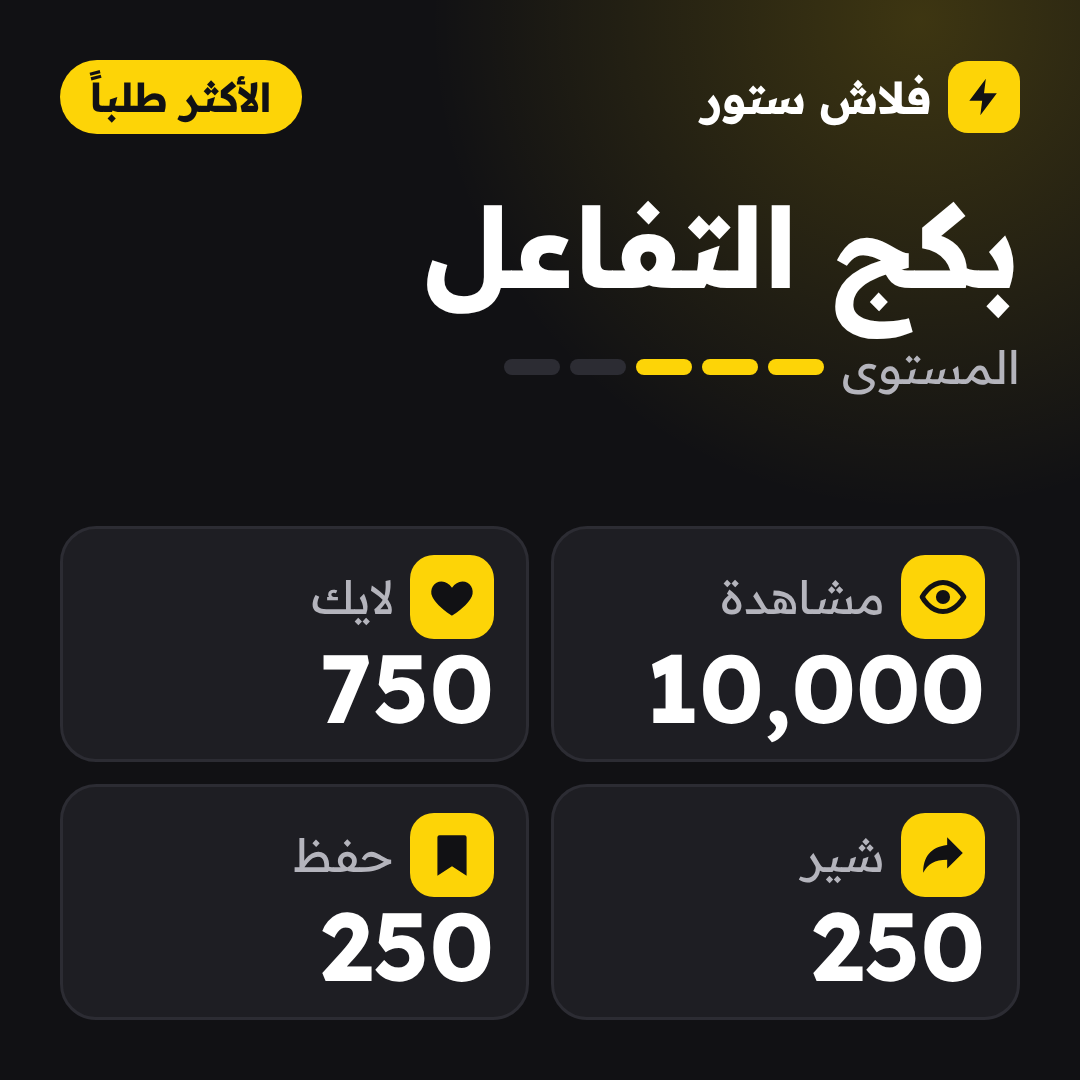 فلاش ستور
الأكثر طلباً
بكج التفاعل
المستوى
مشاهدة
10,000
لايك
750
شير
250
حفظ
250